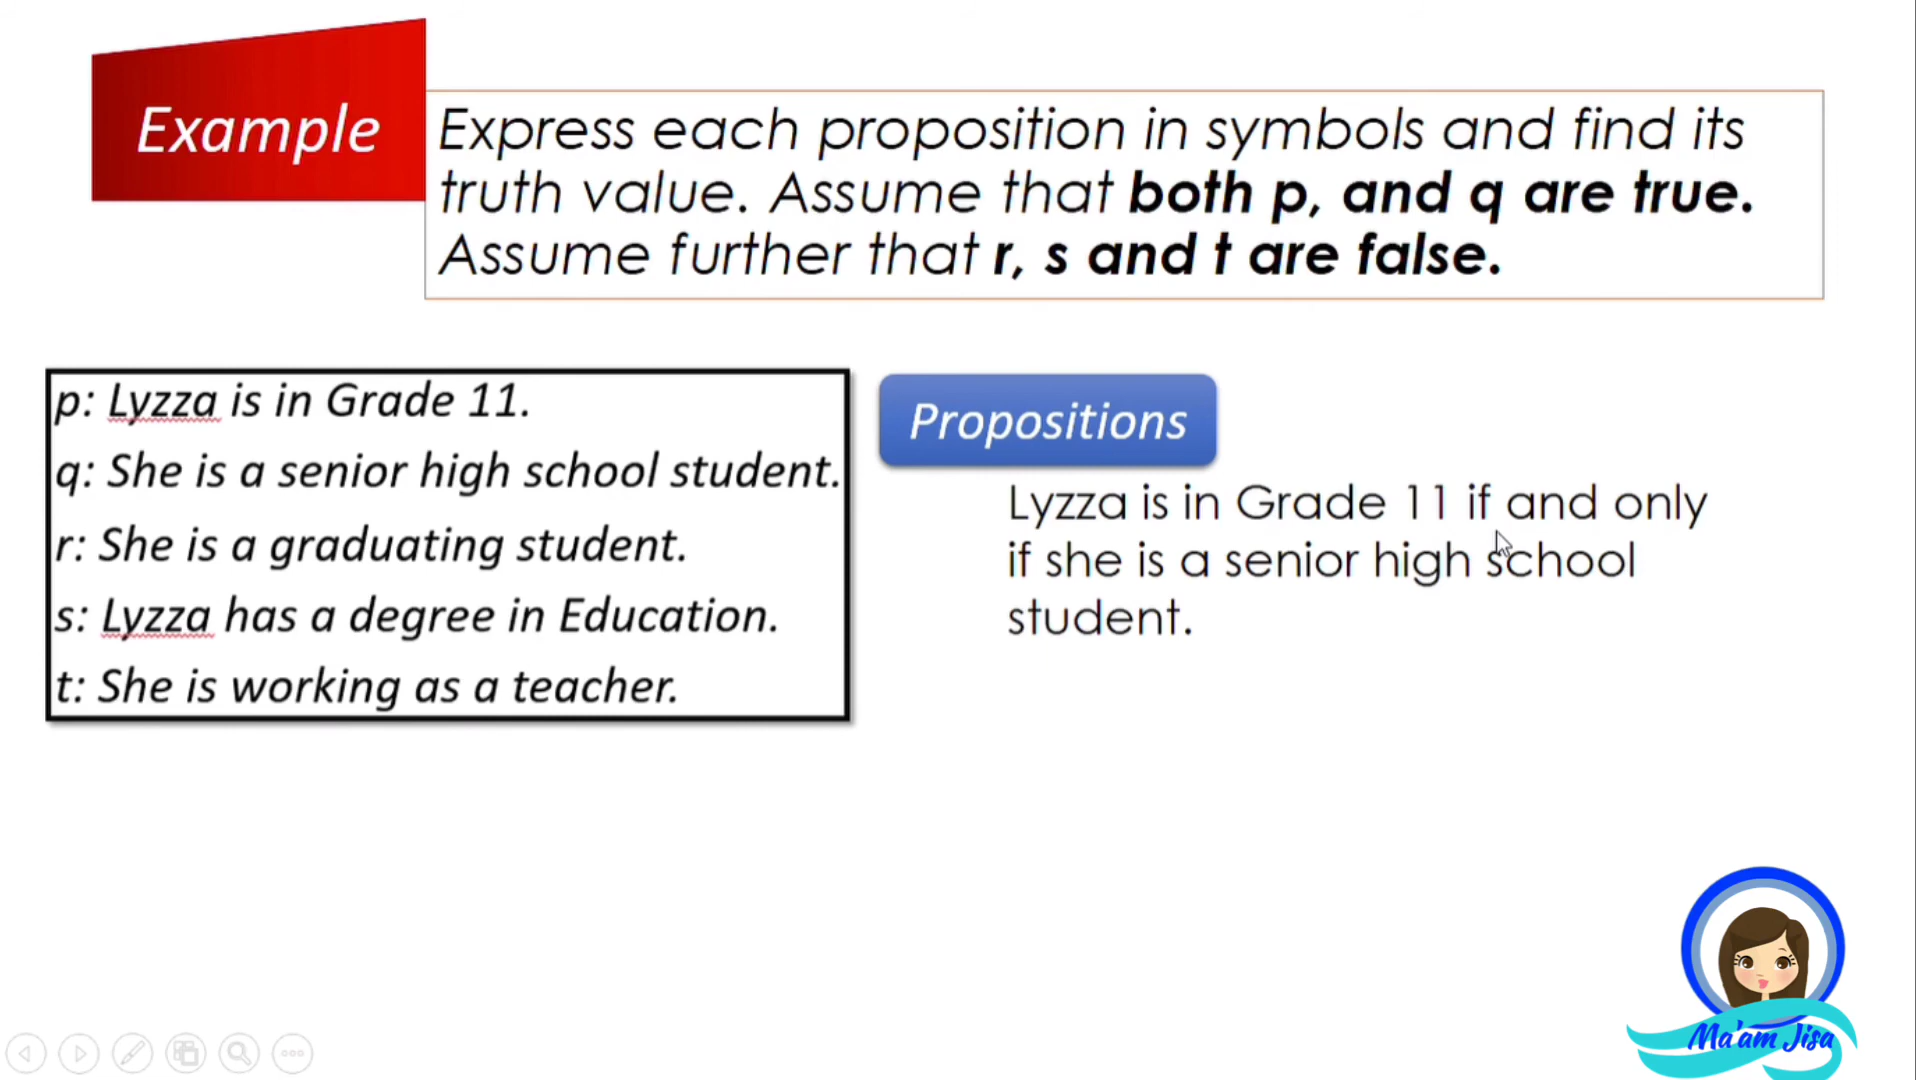 Example
Express each proposition in symbols and find its
truth value. Assume that both p, and q are true.
Assume further that r, s and t are false.
p: Lyzza is in Grade 11.
q: She is a senior high school student.
r: She is a graduating student.
s: Lyzza has a degree in Education.
t: She is working as a teacher.
Propositions
Lyzza is in Grade 11 if and only
if she is a senior high school
student.
Ma'am Jisa